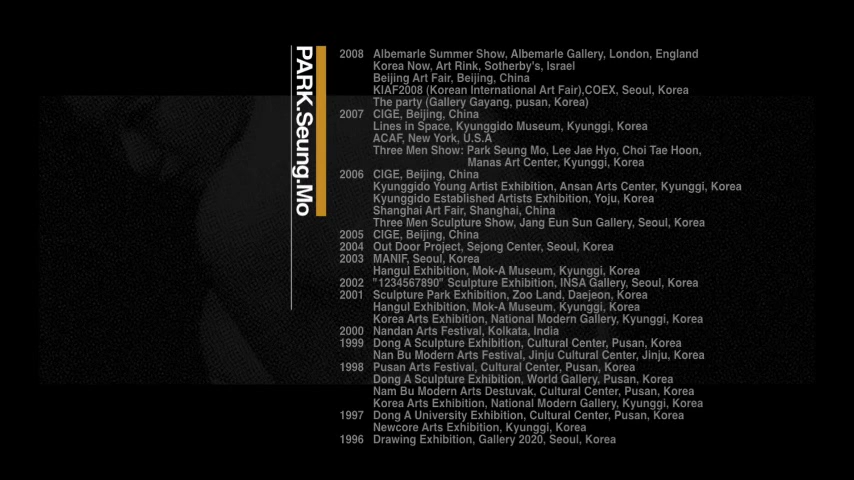 PARK.Seung.Mo
2008 Albemarle Summer Show, Albemarle Gallery, London, England
Korea Now, Art Rink, Sotherby's, Israel
Beijing Art Fair, Beijing, China
KIAF2008 (Korean International Art Fair),COEX, Seoul, Korea
The party (Gallery Gayang, pusan, Korea)
2007 CIGE, Beijing, China
Lines in Space, Kyunggido Museum, Kyunggi, Korea
ACAF, New York, U.S.A
Three Men Show: Park Seung Mo, Lee Jae Hyo, Choi Tae Hoon,
Manas Art Center, Kyunggi, Korea
2006 CIGE, Beijing, China
Kyunggido Young Artist Exhibition, Ansan Arts Center, Kyunggi, Korea
Kyunggido Established Artists Exhibition, Yoju, Korea
Shanghai Art Fair, Shanghai, China
Three Men Sculpture Show, Jang Eun Sun Gallery, Seoul, Korea
2005 CIGE, Beijing, China
2004 Out Door Project, Sejong Center, Seoul, Korea
2003 MANIF, Seoul, Korea
Hangul Exhibition, Mok-A Museum, Kyunggi, Korea
2002 "1234567890" Sculpture Exhibition, INSA Gallery, Seoul, Korea
2001 Sculpture Park Exhibition, Zoo Land, Daejeon, Korea
Hangul Exhibition, Mok-A Museum, Kyunggi, Korea
Korea Arts Exhibition, National Modern Gallery, Kyunggi, Korea
2000 Nandan Arts Festival, Kolkata, India
1999 Dong A Sculpture Exhibition, Cultural Center, Pusan, Korea
Nan Bu Modern Arts Festival, Jinju Cultural Center, Jinju, Korea
1998 Pusan Arts Festival, Cultural Center, Pusan, Korea
Dong A Sculpture Exhibition, World Gallery, Pusan, Korea
Nam Bu Modern Arts Destuvak, Cultural Center, Pusan, Korea
Korea Arts Exhibition, National Modern Gallery, Kyunggi, Korea
1997 Dong A University Exhibition, Cultural Center, Pusan, Korea
Newcore Arts Exhibition, Kyunggi, Korea
1996 Drawing Exhibition, Gallery 2020, Seoul, Korea